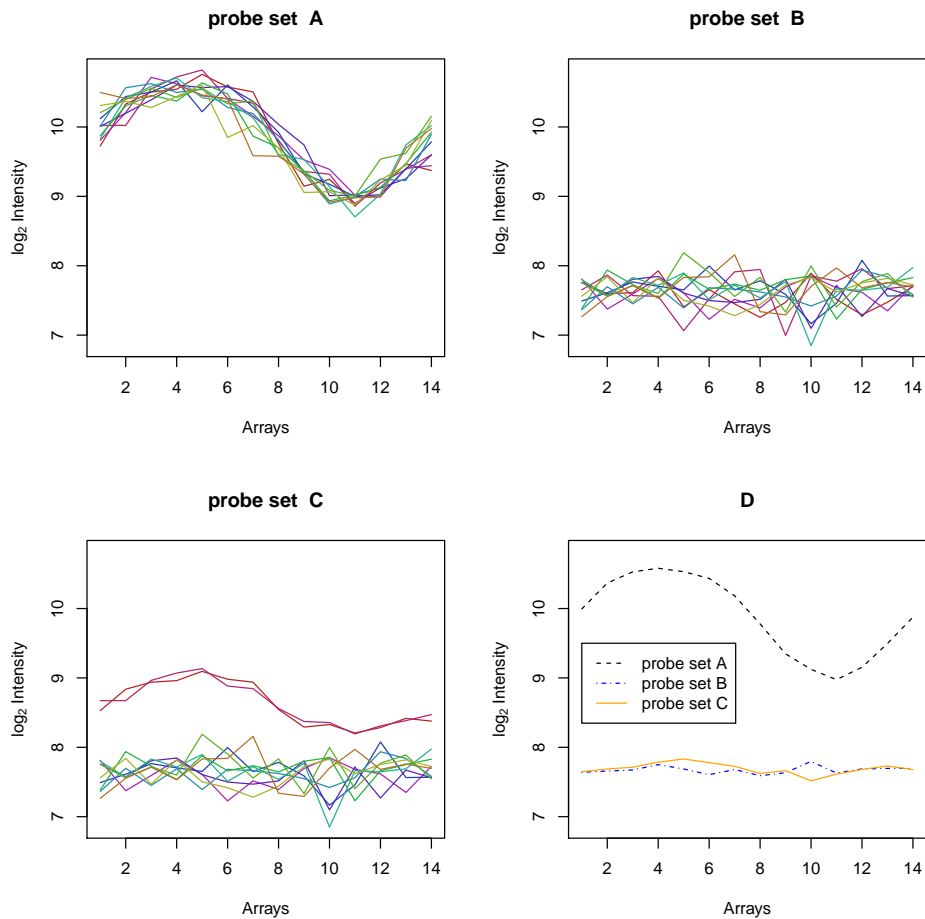 probe set A
log2 Intensity
10
9
8
7
2 4 6 8 10 12 14
Arrays
probe set B
log2 Intensity
10
9
8
7
2 4 6 8 10 12 14
Arrays
probe set C
log2 Intensity
10
9
8
7
2 4 6 8 10 12 14
Arrays
D
log2 Intensity
10
9
8
7
probe set A
probe set B
probe set C
2 4 6 8 10 12 14
Arrays